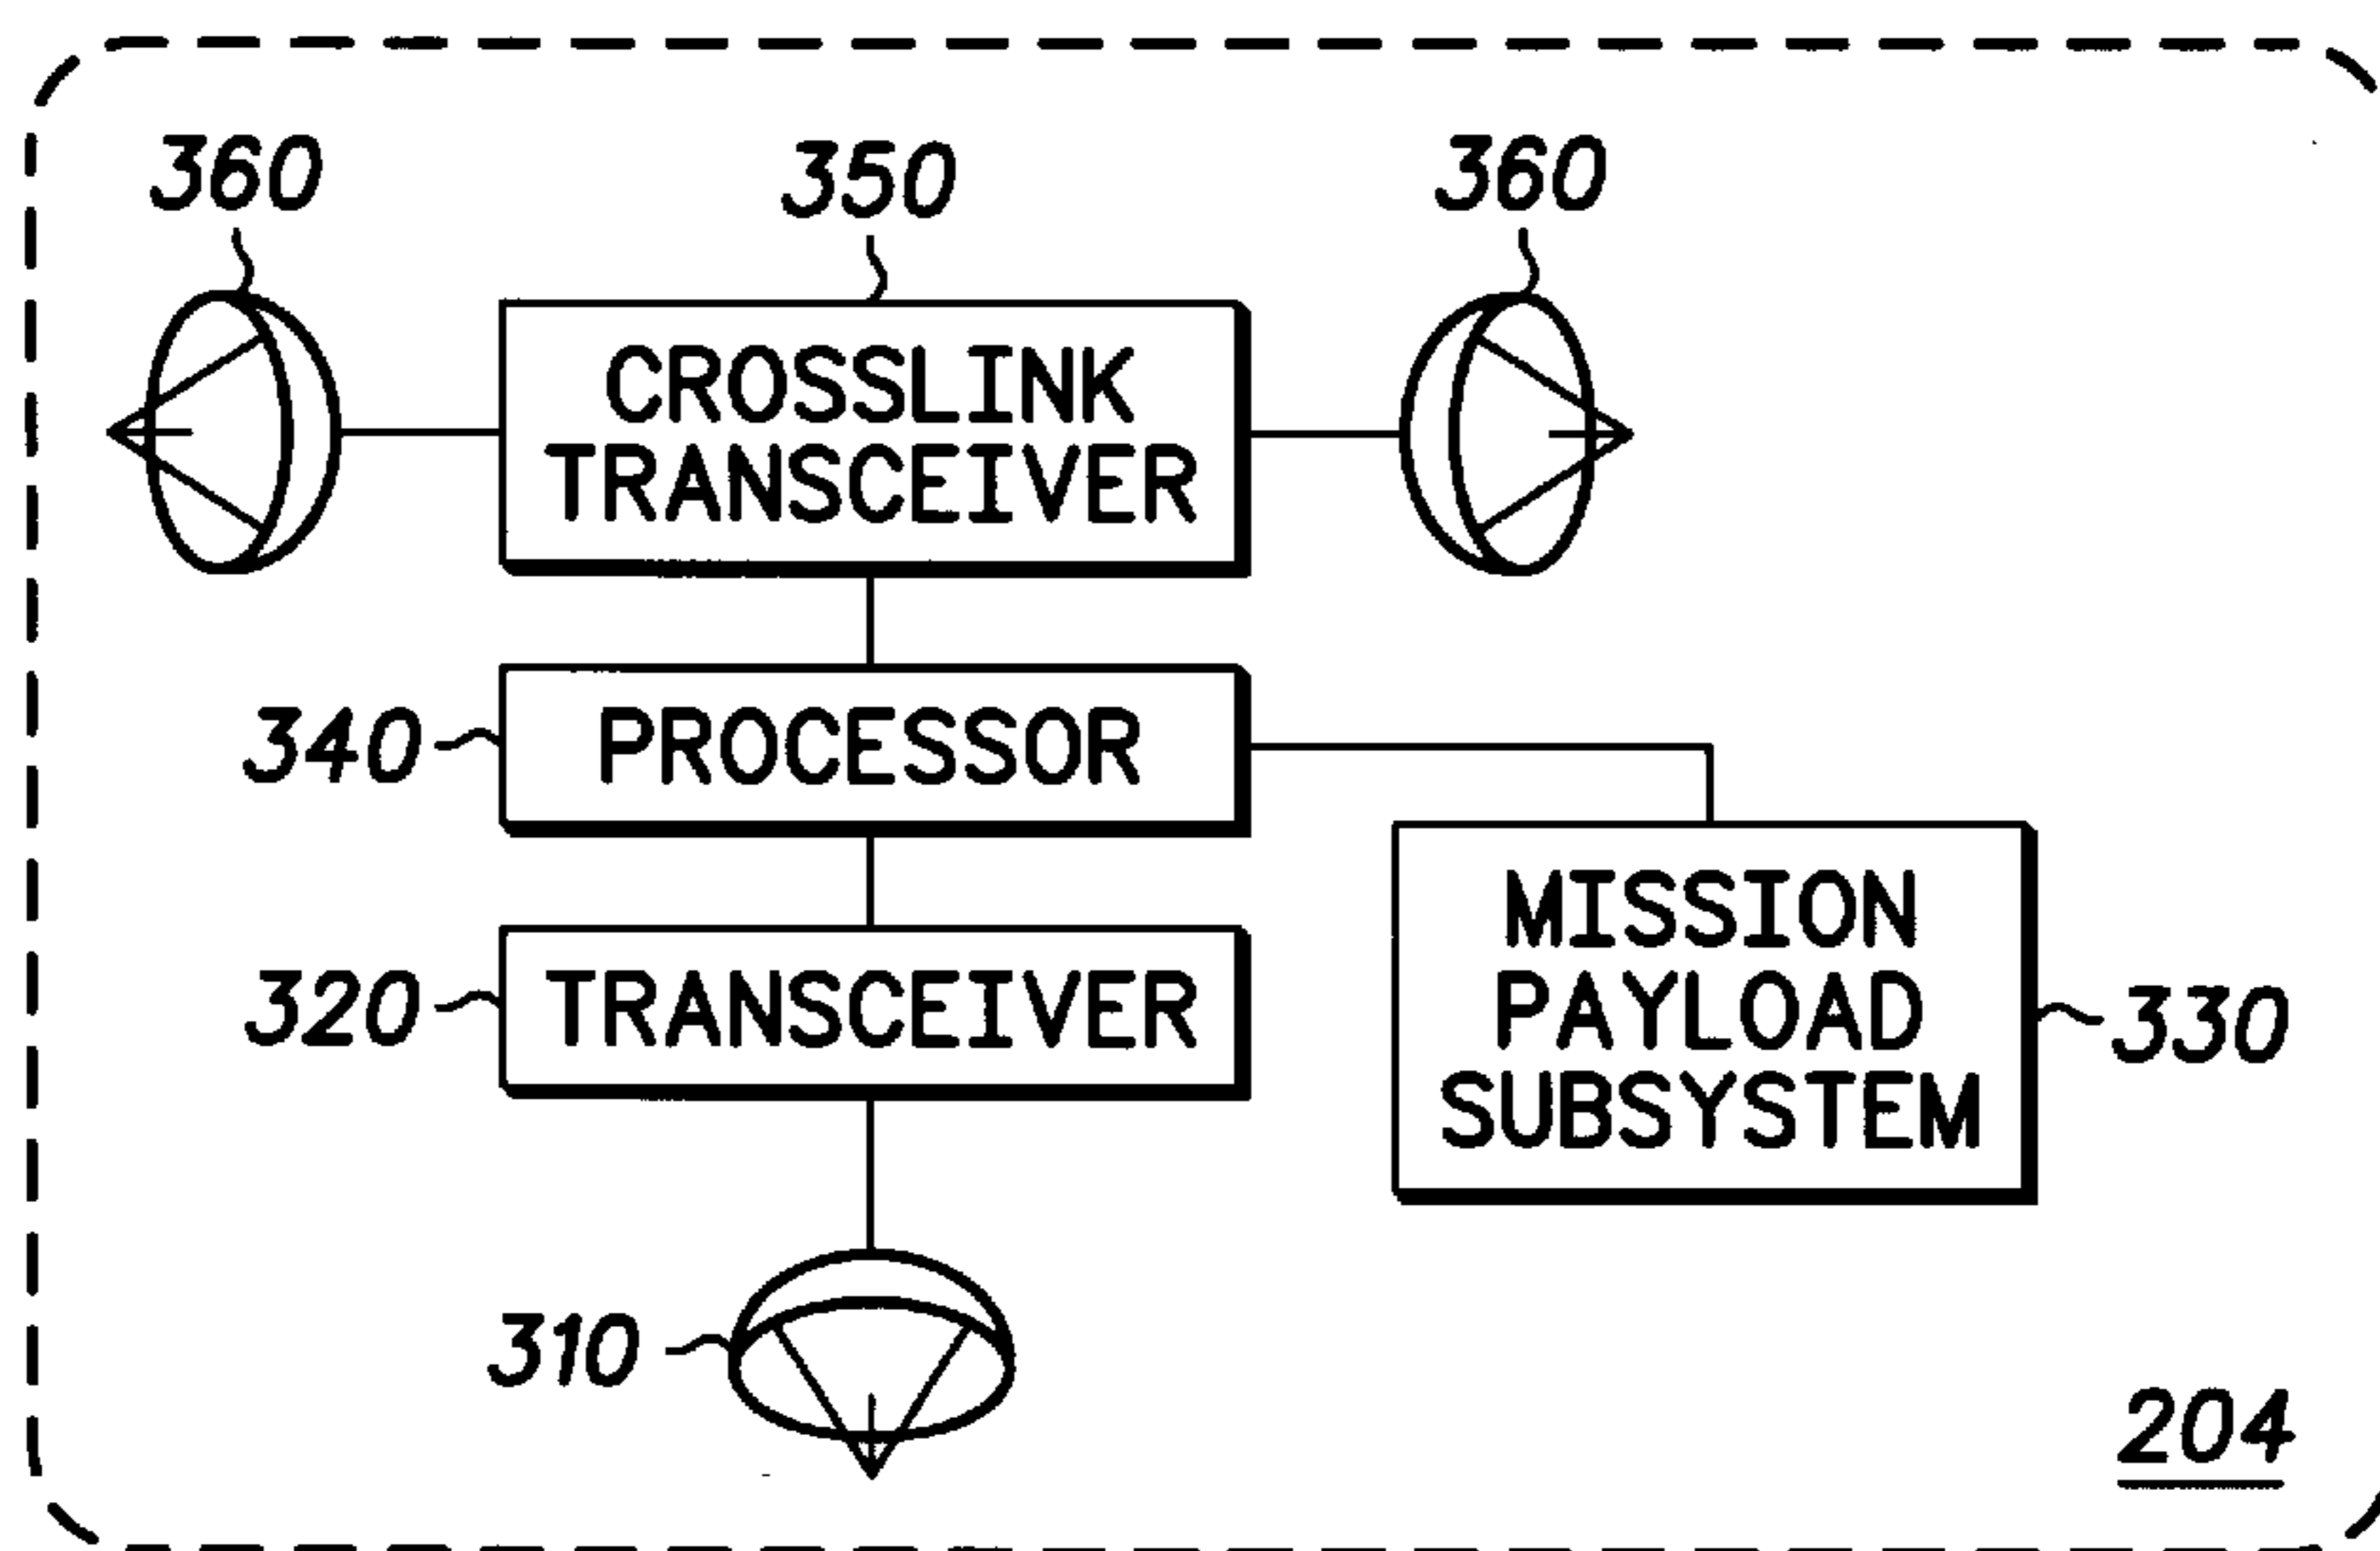 360
350
360
CROSSLINK
TRANSCEIVER
340
PROCESSOR
320
TRANSCEIVER
MISSION
PAYLOAD
SUBSYSTEM
330
310
204